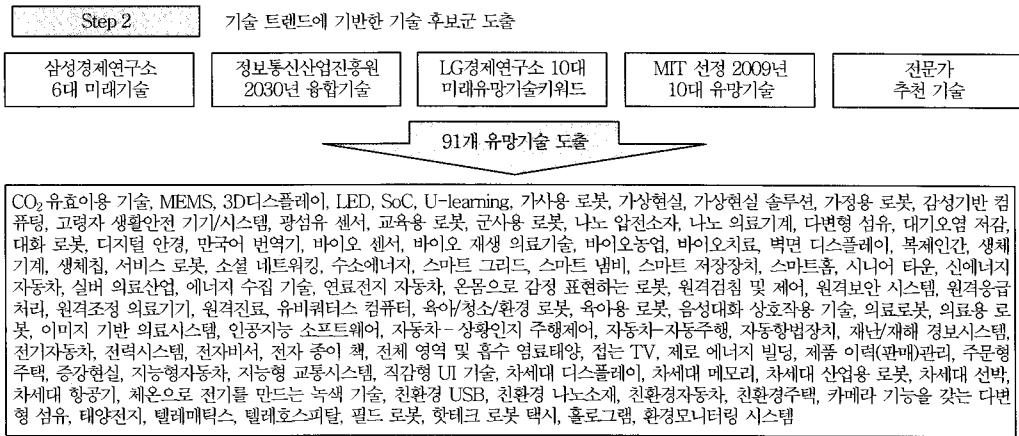 Step 2 기술 트렌드에 기반한 기술 후보군 도출
삼성경제연구소
6대 미래기술
정보통신산업진흥원
2030년 융합기술
LG경제연구소 10대
미래유망기술키워드
MIT 선정 2009년
10대 유망기술
전문가
추천 기술
91개 유망기술 도출
CO₂ 유효이용 기술, MEMS, 3D디스플레이, LED, SoC, U-learning, 가사용 로봇, 가상현실, 가상현실 솔루션, 가정용 로봇, 감성기반 컴
퓨팅, 고령자 생활안전 기기/시스템, 광섬유 센서, 교육용 로봇, 군사용 로봇, 나노 압전소자, 나노 의료기계, 다변형 섬유, 대기오염 저감,
대화 로봇, 디지털 안경, 만국어 번역기, 바이오 센서, 바이오 재생 의료기술, 바이오농업, 바이오치료, 벽면 디스플레이, 복제인간, 생체
기계, 생체칩, 서비스 로봇, 소셜 네트워킹, 수소에너지, 스마트 그리드, 스마트 냄비, 스마트 저장장치, 스마트홈, 시니어 타운, 신에너지
자동차, 실버 의료산업, 에너지 수집 기술, 연료전지 자동차, 온몸으로 감정 표현하는 로봇, 원격검침 및 제어, 원격보안 시스템, 원격응급
처리, 원격조정 의료기기, 원격진료, 유비쿼터스 컴퓨터, 육아/청소/환경 로봇, 육아용 로봇, 음성대화 상호작용 기술, 의료로봇, 의료용 로
봇, 이미지 기반 의료시스템, 인공지능 소프트웨어, 자동차-상황인지 주행제어, 자동차-자동주행, 자동항법장치, 재난/재해 경보시스템,
전기자동차, 전력시스템, 전자비서, 전자 종이 책, 전체 영역 및 흡수 염료태양, 접는 TV, 제로 에너지 빌딩, 제품 이력(판매)관리, 주문형
주택, 증강현실, 지능형자동차, 지능형 교통시스템, 직감형 UI 기술, 차세대 디스플레이, 차세대 메모리, 차세대 산업용 로봇, 차세대 선박,
차세대 항공기, 체온으로 전기를 만드는 녹색 기술, 친환경 USB, 친환경 나노소재, 친환경자동차, 친환경주택, 카메라 기능을 갖는 다변
형 섬유, 태양전지, 텔레매틱스, 텔레호스피탈, 필드 로봇, 핫테크 로봇 택시, 홀로그램, 환경모니터링 시스템